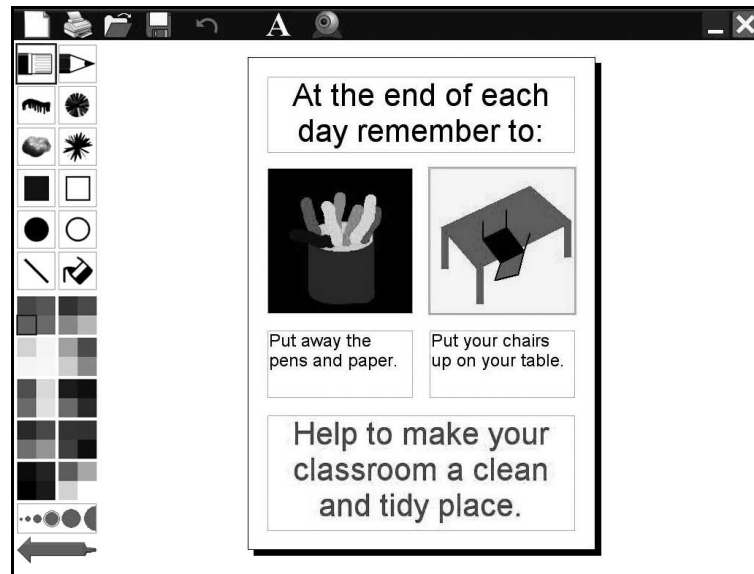 A
At the end of each
day remember to:
Put away the
pens and paper.
Put your chairs
up on your table.
Help to make your
classroom a clean
and tidy place.